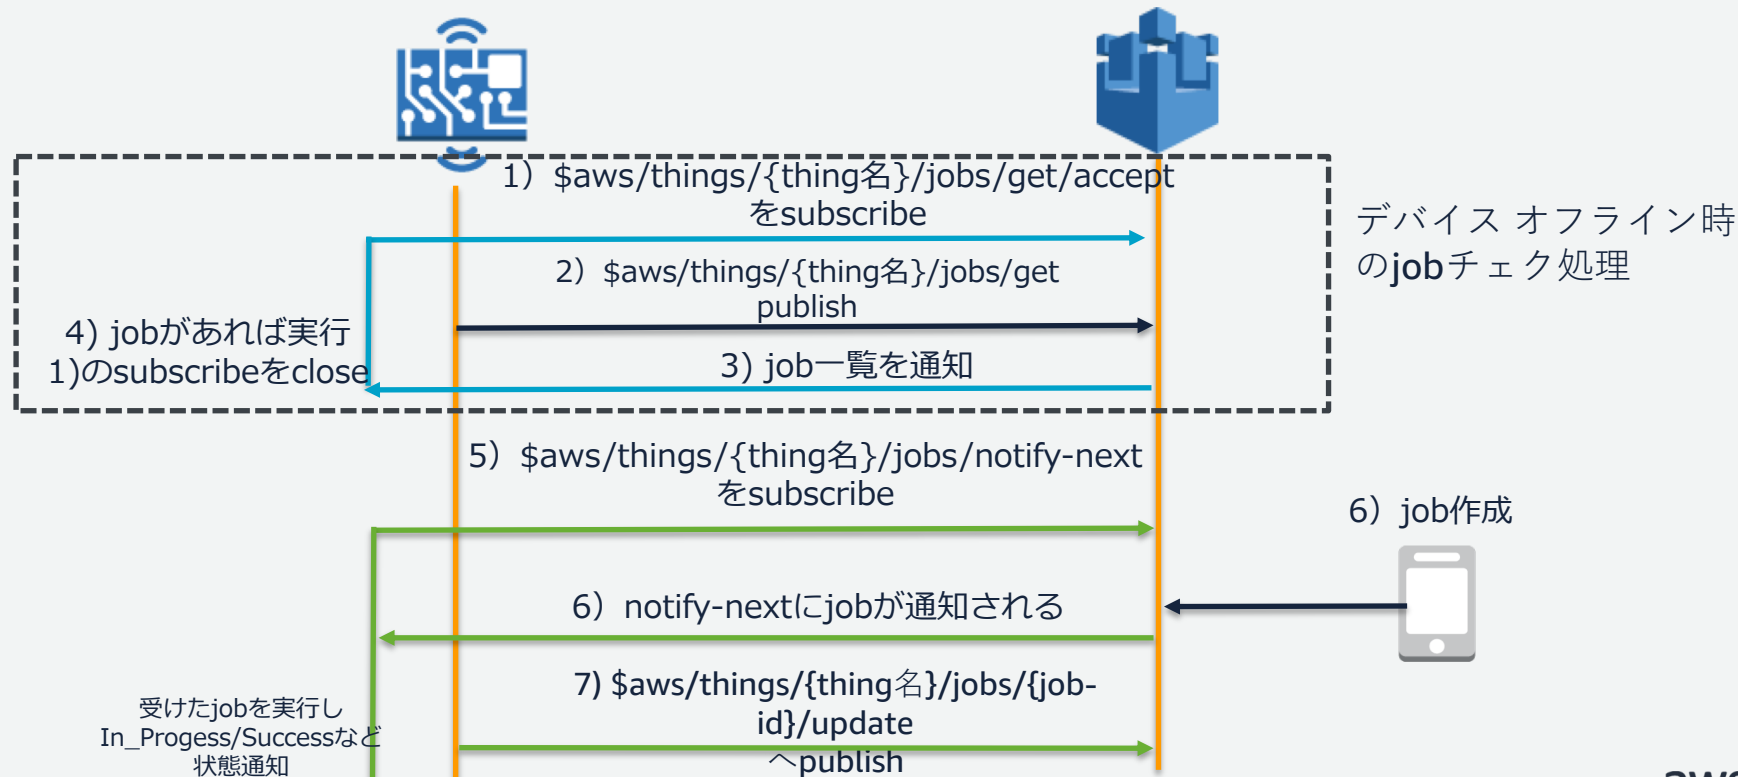 1）$aws/things/{thing名}/jobs/get/accept
をsubscribe
デバイス オフライン時
のjobチェク処理
2）$aws/things/{thing名}/jobs/get
publish
4) jobがあれば実行
1)のsubscribeをclose
3) job一覧を通知
5）$aws/things/{thing名}/jobs/notify-next
をsubscribe
6）job作成
6）notify-nextにjobが通知される
7) $aws/things/{thing名}/jobs/{job-
id}/update
へpublish
受けたjobを実行し
In_Progess/Successなど
状態通知
aws